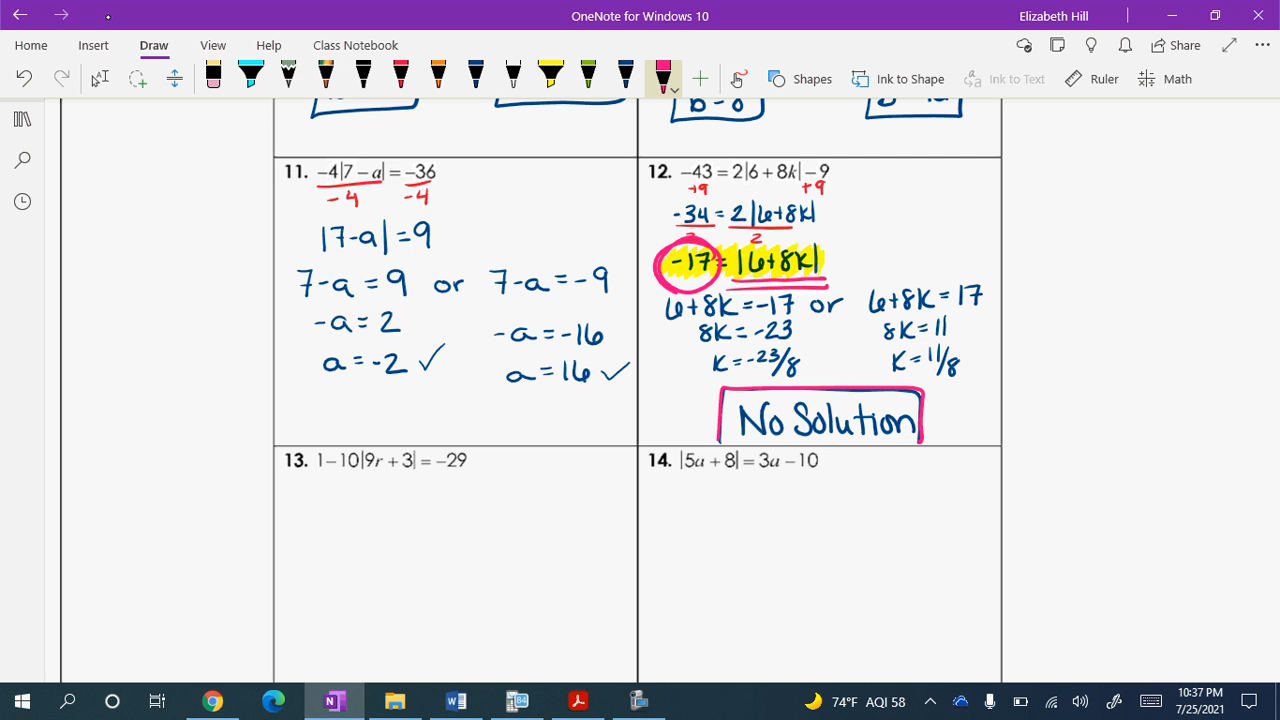 OneNote for Windows 10
Elizabeth Hill
Home Insert Draw View Help Class Notebook
Share
Shapes Ink to Shape Ink to Text Ruler Math
11. −4|7 − a| = −36
-4 -4
|7-a| = 9
7-a = 9 or 7-a = -9
-a = 2
-a = -16
a = -2 ✓
a = 16 ✓
12. −43 = 2|6 + 8k| − 9
+9 +9
-34 = 2|6+8k|
2 2
-17 = |6+8k|
6+8k = -17 or 6+8k = 17
8k = -23 8k = 11
k = -23/8 k = 11/8
No Solution
13. 1−10|9r + 3| = −29
14. |5a + 8| = 3a − 10
74°F AQI 58
10:37 PM
7/25/2021